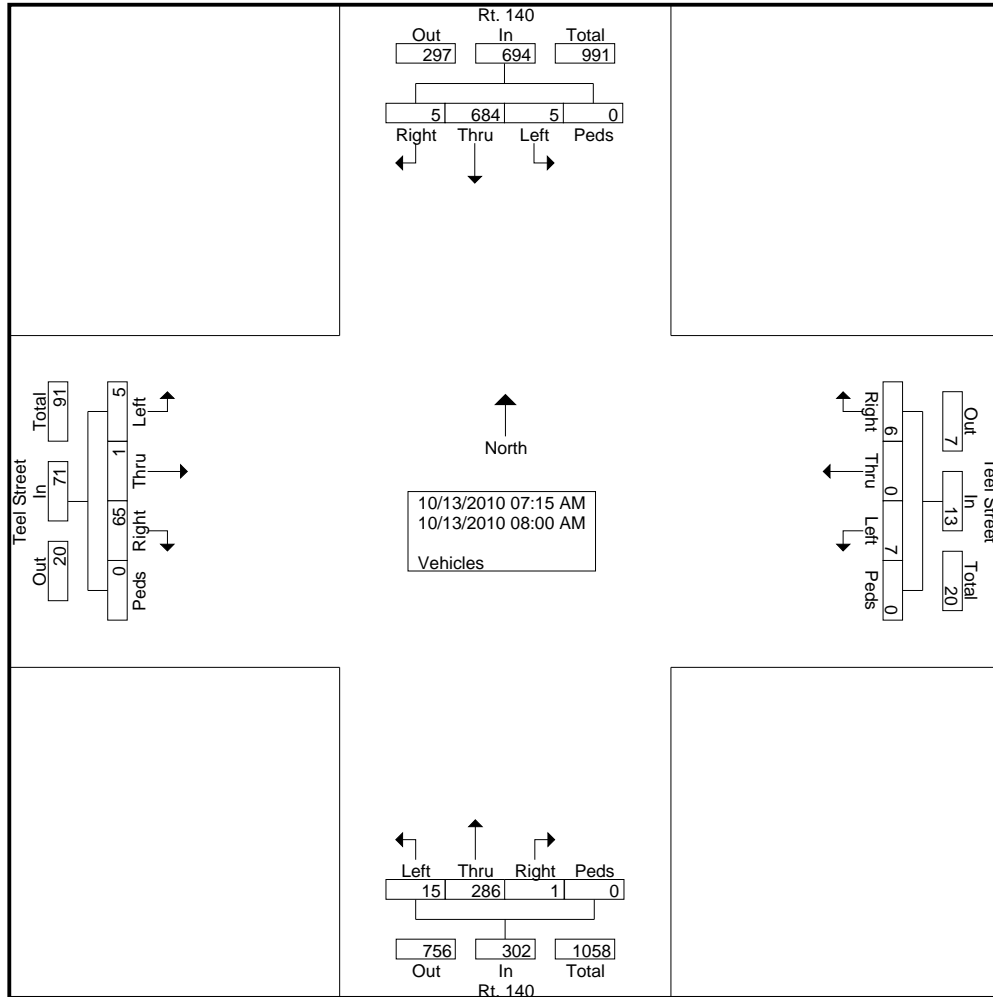 Rt. 140
Out In Total
297 694 991
5 684 5 0
Right Thru Left Peds
Teel Street
Total In Out
91 71 20
5 1 65 0
Left Thru Right Peds
North
10/13/2010 07:15 AM
10/13/2010 08:00 AM
Vehicles
Right Thru Left Peds
6 0 7 0
Out In Total
7 13 20
Teel Street
Left Thru Right Peds
15 286 1 0
756 302 1058
Out In Total
Rt. 140